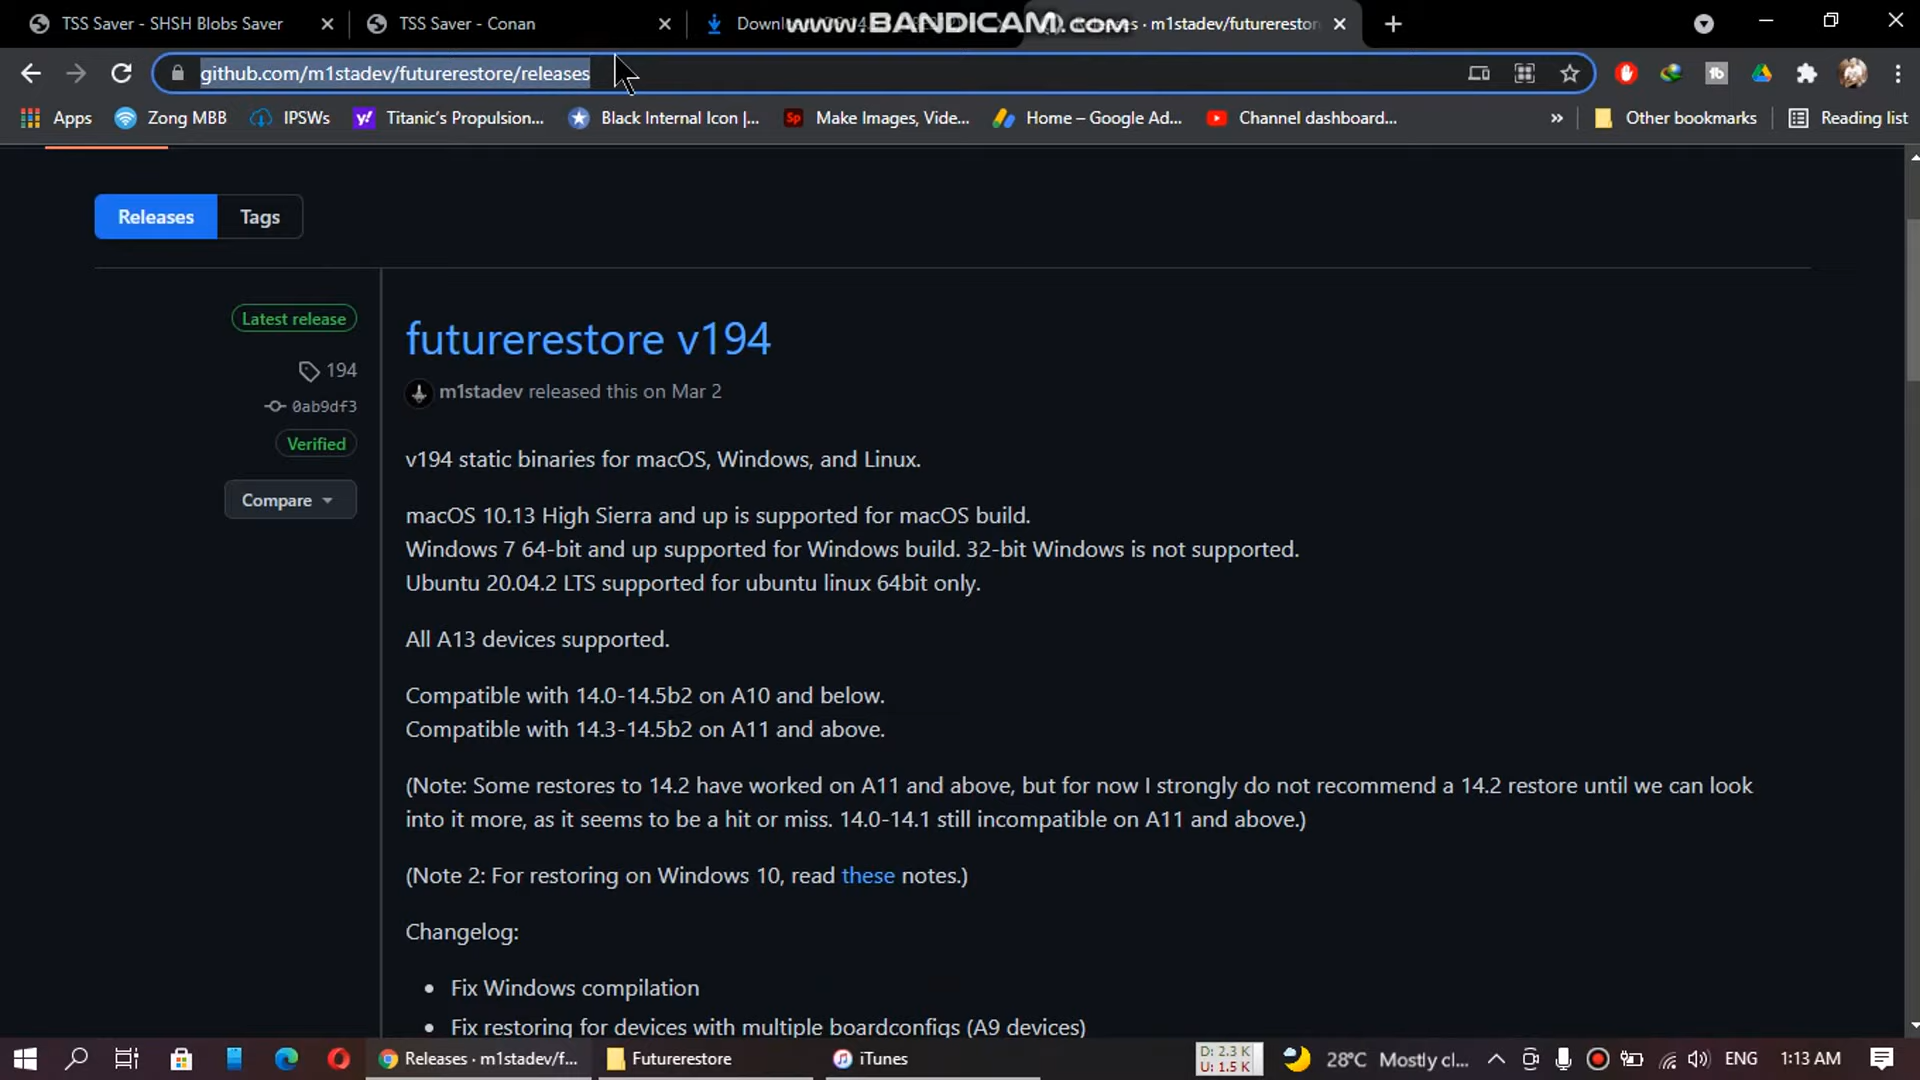 TSS Saver - SHSH Blobs Saver
TSS Saver - Conan
Downl
www.BANDICAM.com
s · m1stadev/futureresto
github.com/m1stadev/futurerestore/releases
Apps
Zong MBB
IPSWs
Titanic's Propulsion...
Black Internal Icon |...
Make Images, Vide...
Home – Google Ad...
Channel dashboard...
»
Other bookmarks
Reading list
Releases
Tags
Latest release
194
0ab9df3
Verified
Compare
futurerestore v194
m1stadev released this on Mar 2
v194 static binaries for macOS, Windows, and Linux.
macOS 10.13 High Sierra and up is supported for macOS build.
Windows 7 64-bit and up supported for Windows build. 32-bit Windows is not supported.
Ubuntu 20.04.2 LTS supported for ubuntu linux 64bit only.
All A13 devices supported.
Compatible with 14.0-14.5b2 on A10 and below.
Compatible with 14.3-14.5b2 on A11 and above.
(Note: Some restores to 14.2 have worked on A11 and above, but for now I strongly do not recommend a 14.2 restore until we can look
into it more, as it seems to be a hit or miss. 14.0-14.1 still incompatible on A11 and above.)
(Note 2: For restoring on Windows 10, read these notes.)
Changelog:
• Fix Windows compilation
• Fix restoring for devices with multiple boardconfigs (A9 devices)
Releases · m1stadev/f...
Futurerestore
iTunes
D: 2.3 K
U: 1.5 K
28°C Mostly cl...
ENG
1:13 AM